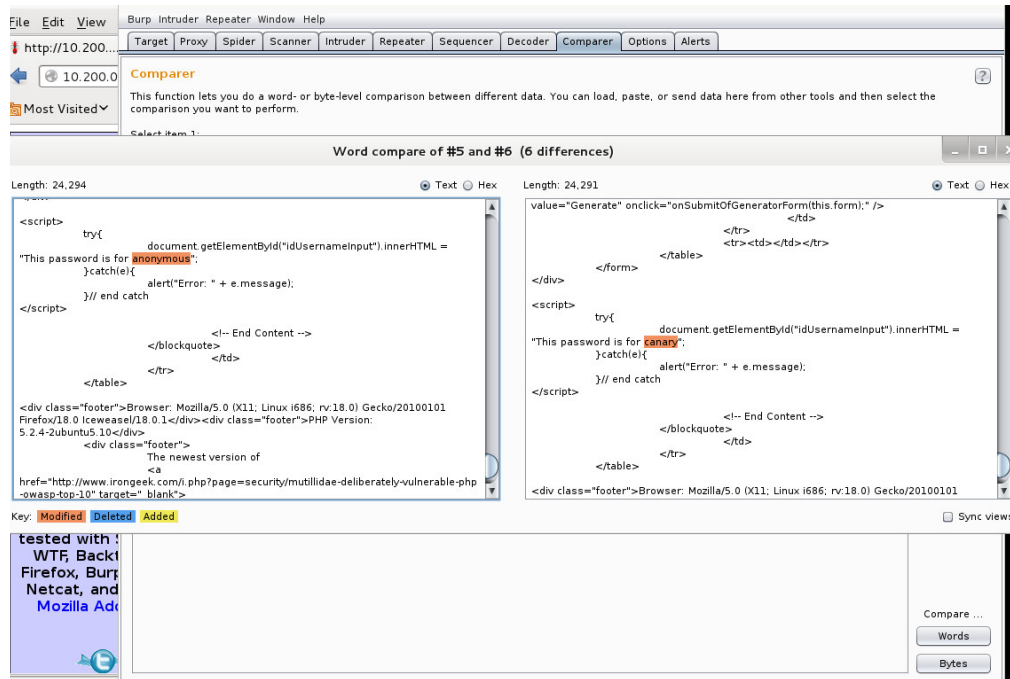 File Edit View
Burp Intruder Repeater Window Help
http://10.200....
Target Proxy Spider Scanner Intruder Repeater Sequencer Decoder Comparer Options Alerts
10.200.0
Comparer
?
Most Visited
This function lets you do a word- or byte-level comparison between different data. You can load, paste, or send data here from other tools and then select the
comparison you want to perform.
Select item 1:
Word compare of #5 and #6 (6 differences)
Length: 24,294
Text Hex
</div>
<script>
try{
document.getElementById("idUsernameInput").innerHTML =
"This password is for anonymous";
}catch(e){
alert("Error: " + e.message);
}// end catch
</script>
<!-- End Content -->
</blockquote>
</td>
</tr>
</table>
<div class="footer">Browser: Mozilla/5.0 (X11; Linux i686; rv:18.0) Gecko/20100101
Firefox/18.0 Iceweasel/18.0.1</div><div class="footer">PHP Version:
5.2.4-2ubuntu5.10</div>
<div class="footer">
The newest version of
<a
href="http://www.irongeek.com/i.php?page=security/mutillidae-deliberately-vulnerable-php
-owasp-top-10" target="_blank">
Length: 24,291
Text Hex
value="Generate" onclick="onSubmitOfGeneratorForm(this.form);" />
</td>
</tr>
<tr><td></td></tr>
</table>
</form>
</div>
<script>
try{
document.getElementById("idUsernameInput").innerHTML =
"This password is for canary";
}catch(e){
alert("Error: " + e.message);
}// end catch
</script>
<!-- End Content -->
</blockquote>
</td>
</tr>
</table>
<div class="footer">Browser: Mozilla/5.0 (X11; Linux i686; rv:18.0) Gecko/20100101
Key: Modified Deleted Added
Sync views
tested with
WTF, Backt
Firefox, Burp
Netcat, and
Mozilla Add
Compare ...
Words
Bytes